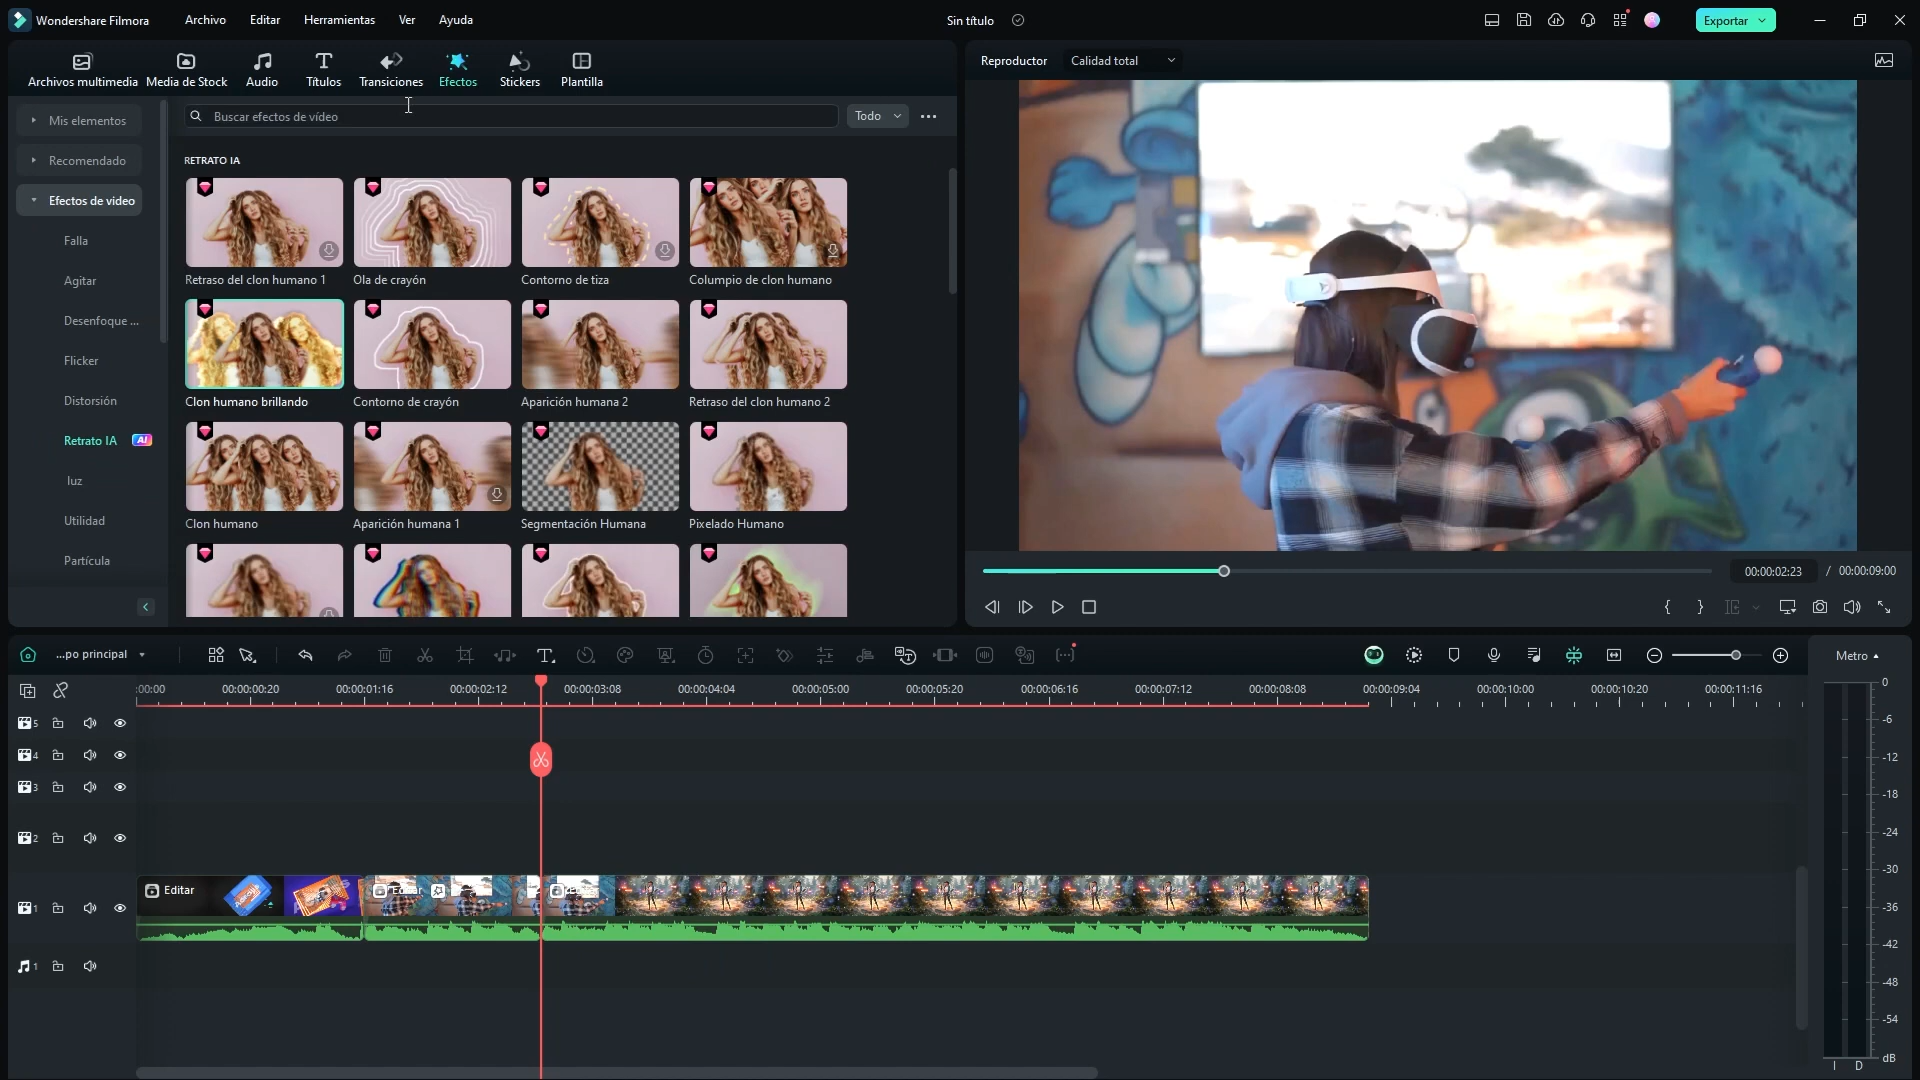 Wondershare Filmora
Archivo
Editar
Herramientas
Ver
Ayuda
Sin título
Exportar
Archivos multimedia
Media de Stock
Audio
Títulos
Transiciones
Efectos
Stickers
Plantilla
Reproductor
Calidad total
Mis elementos
Recomendado
Efectos de video
Falla
Agitar
Desenfoque ...
Flicker
Distorsión
Retrato IA
AI
luz
Utilidad
Partícula
Buscar efectos de vídeo
Todo
RETRATO IA
Retraso del clon humano 1
Ola de crayón
Contorno de tiza
Columpio de clon humano
Clon humano brillando
Contorno de crayón
Aparición humana 2
Retraso del clon humano 2
Clon humano
Aparición humana 1
Segmentación Humana
Pixelado Humano
00:00:02:23
/
00:00:09:00
...po principal
Metro
:00:00
00:00:00:20
00:00:01:16
00:00:02:12
00:00:03:08
00:00:04:04
00:00:05:00
00:00:05:20
00:00:06:16
00:00:07:12
00:00:08:08
00:00:09:04
00:00:10:00
00:00:10:20
00:00:11:16
5
4
3
2
1
1
Editar
0
-6
-12
-18
-24
-30
-36
-42
-48
-54
dB
I
D